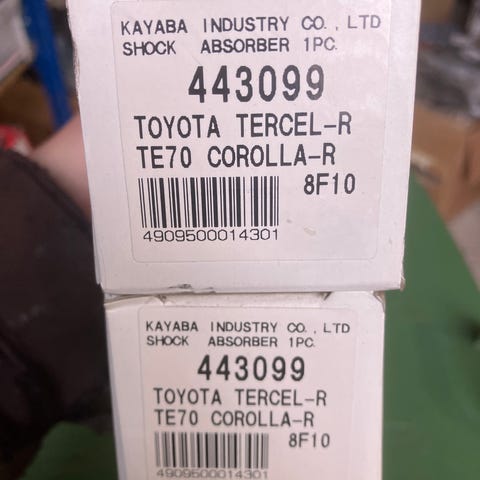 KAYABA INDUSTRY CO., LTD
SHOCK ABSORBER 1PC.
443099
TOYOTA TERCEL-R
TE70 COROLLA-R
8F10
4909500014301
KAYABA INDUSTRY CO., LTD
SHOCK ABSORBER 1PC.
443099
TOYOTA TERCEL-R
TE70 COROLLA-R
8F10
4909500014301